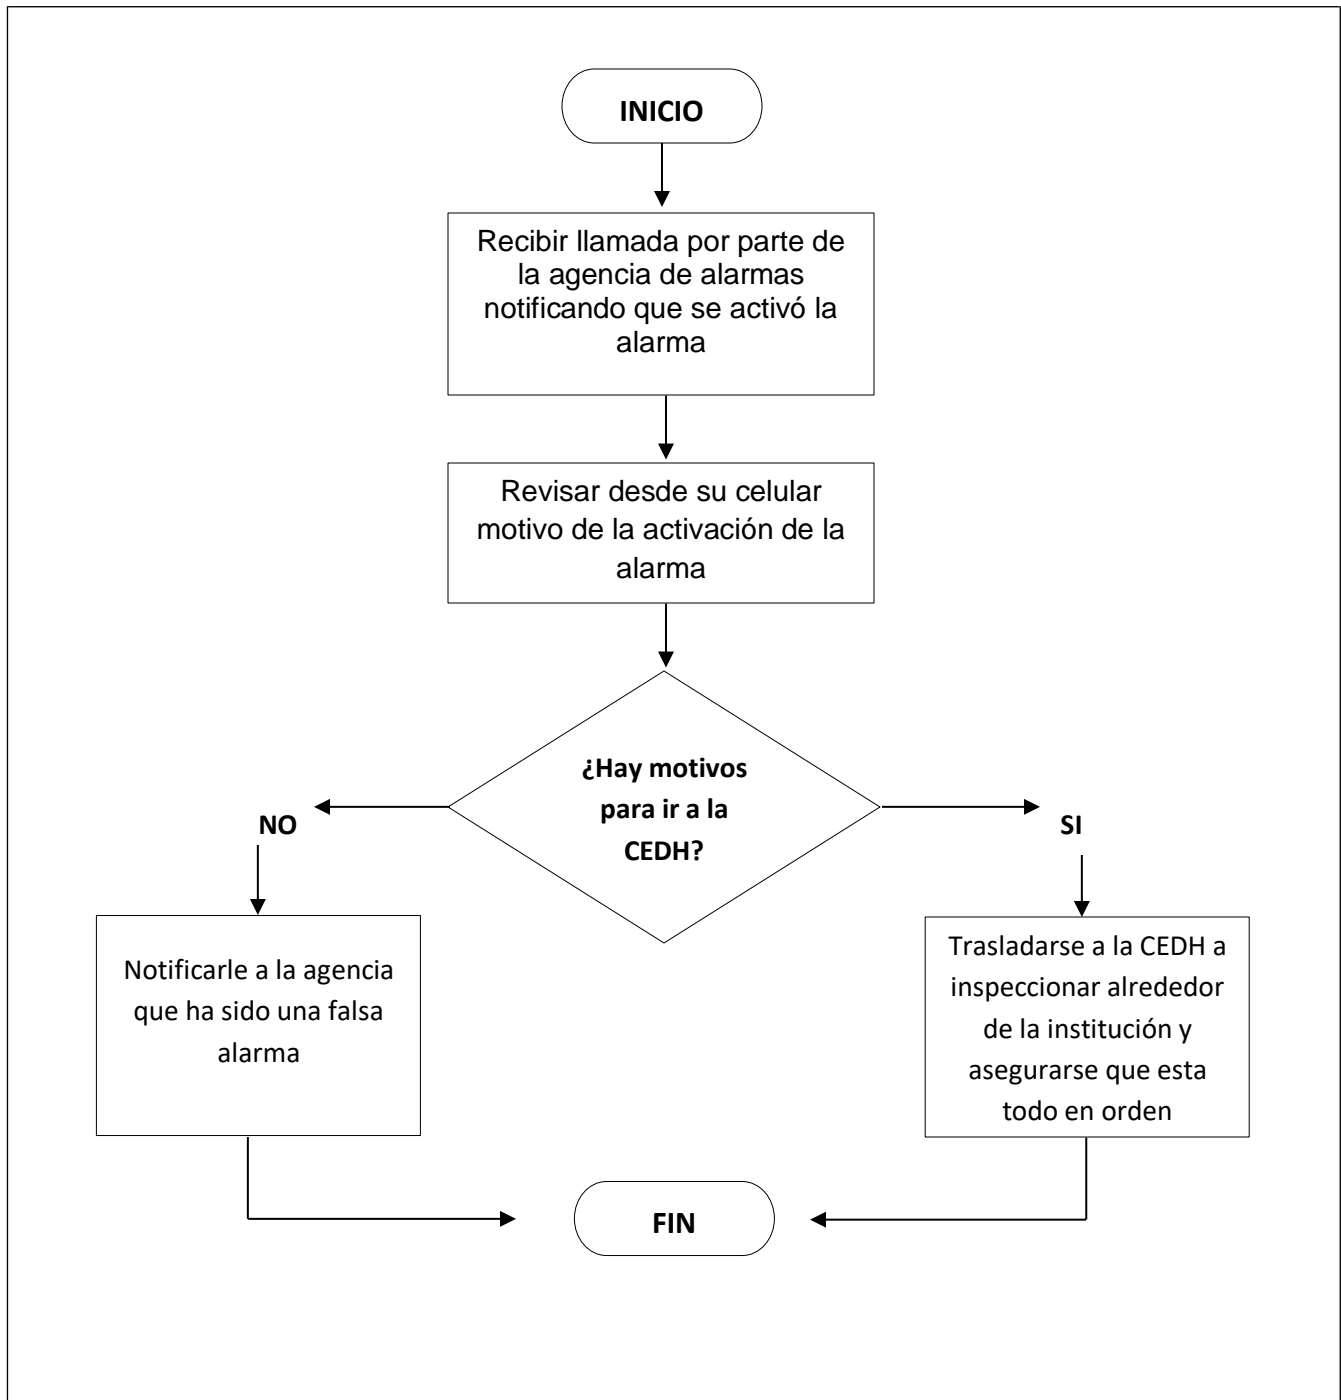 INICIO
Recibir llamada por parte de
la agencia de alarmas
notificando que se activó la
alarma
Revisar desde su celular
motivo de la activación de la
alarma
¿Hay motivos
para ir a la
CEDH?
NO
SI
Notificarle a la agencia
que ha sido una falsa
alarma
Trasladarse a la CEDH a
inspeccionar alrededor
de la institución y
asegurarse que esta
todo en orden
FIN